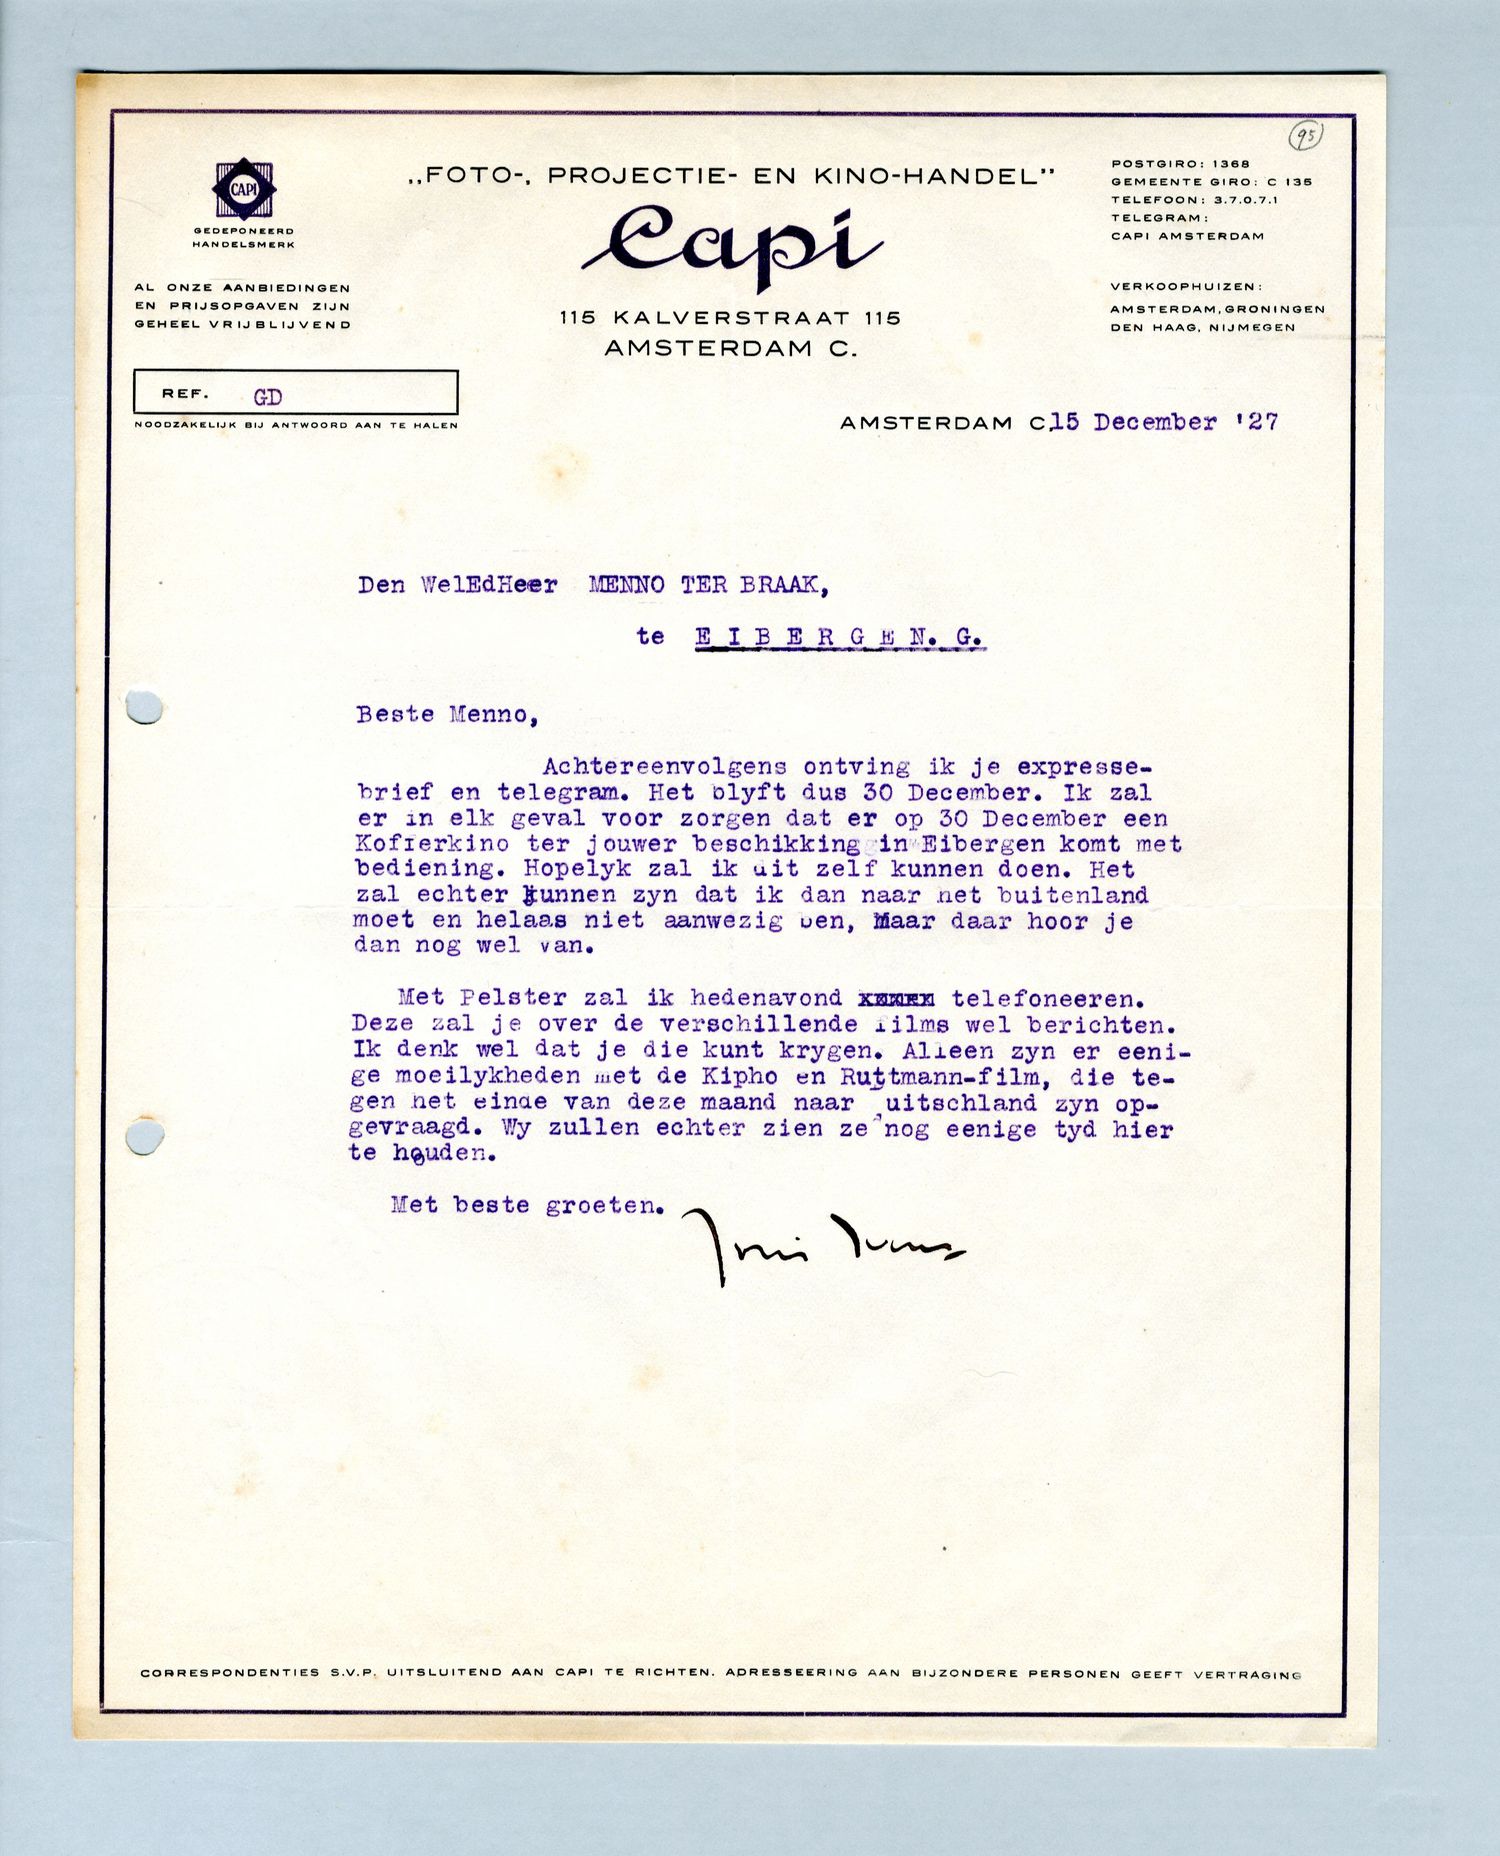 95
CAPI
GEDEPONEERD
HANDELSMERK
AL ONZE AANBIEDINGEN
EN PRIJSOPGAVEN ZIJN
GEHEEL VRIJBLIJVEND
„FOTO-, PROJECTIE- EN KINO-HANDEL”
Capi
115 KALVERSTRAAT 115
AMSTERDAM C.
POSTGIRO: 1368
GEMEENTE GIRO: C 135
TELEFOON: 3.7.0.7.1
TELEGRAM:
CAPI AMSTERDAM
VERKOOPHUIZEN:
AMSTERDAM, GRONINGEN
DEN HAAG, NIJMEGEN
REF. GD
NOODZAKELIJK BIJ ANTWOORD AAN TE HALEN
AMSTERDAM C, 15 December '27
Den WelEdHeer MENNO TER BRAAK,
te E I B E R G E N. G.
Beste Menno,
Achtereenvolgens ontving ik je expresse-
brief en telegram. Het blyft dus 30 December. Ik zal
er in elk geval voor zorgen dat er op 30 December een
Kofferkino ter jouwer beschikking in Eibergen komt met
bediening. Hopelyk zal ik dit zelf kunnen doen. Het
zal echter kunnen zyn dat ik dan naar het buitenland
moet en helaas niet aanwezig ben, Maar daar hoor je
dan nog wel van.
Met Pelster zal ik hedenavond xxxxx telefoneeren.
Deze zal je over de verschillende films wel berichten.
Ik denk wel dat je die kunt krygen. Alleen zyn er eeni-
ge moeilykheden met de Kipho en Ruttmann-film, die te-
gen het einde van deze maand naar uitschland zyn op-
gevraagd. Wy zullen echter zien ze nog eenige tyd hier
te houden.
Met beste groeten.
Joris Ivens
CORRESPONDENTIES S.V.P. UITSLUITEND AAN CAPI TE RICHTEN. ADRESSEERING AAN BIJZONDERE PERSONEN GEEFT VERTRAGING